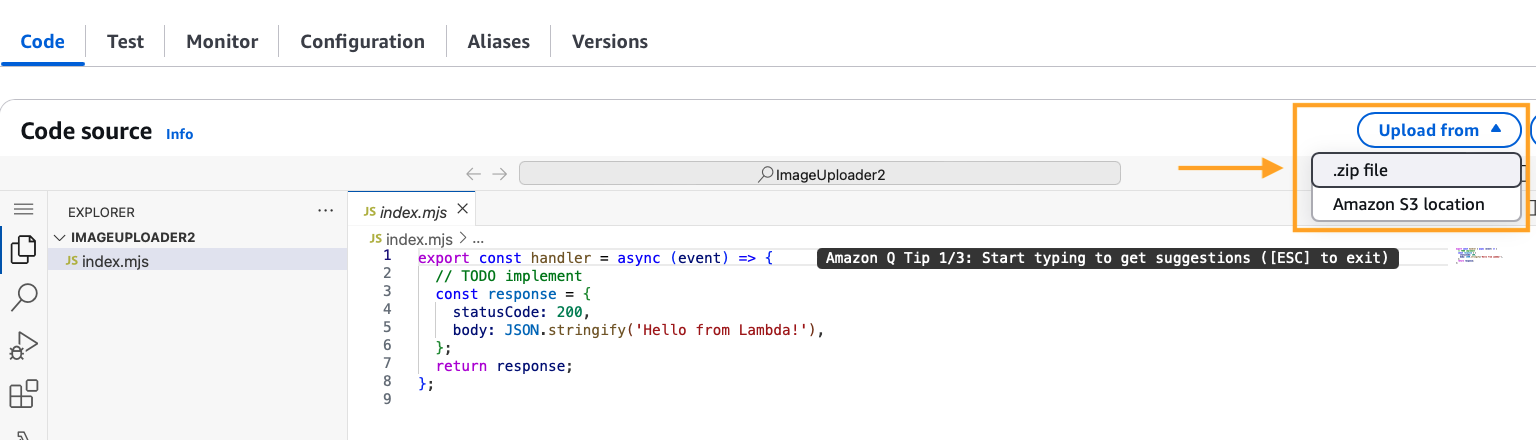 Code Test Monitor Configuration Aliases Versions
Code source Info
Upload from
.zip file
Amazon S3 location
ImageUploader2
EXPLORER ...
IMAGEUPLOADER2
JS index.mjs
JS index.mjs
JS index.mjs > ...
1 export const handler = async (event) => {
Amazon Q Tip 1/3: Start typing to get suggestions ([ESC] to exit)
2 // TODO implement
3 const response = {
4 statusCode: 200,
5 body: JSON.stringify('Hello from Lambda!'),
6 };
7 return response;
8 };
9